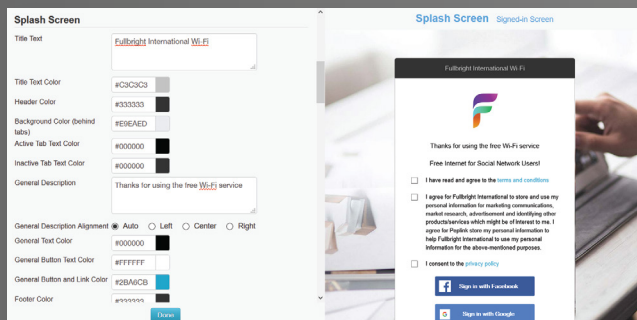 Splash Screen
Title Text
Fullbright International Wi-Fi
Title Text Color
#C3C3C3
Header Color
#333333
Background Color (behind
tabs)
#E9EAED
Active Tab Text Color
#000000
Inactive Tab Text Color
#000000
General Description
Thanks for using the free Wi-Fi service
General Description Alignment Auto Left Center Right
General Text Color
#000000
General Button Text Color
#FFFFFF
General Button and Link Color
#2BA6CB
Footer Color
#333333
Done
Splash Screen Signed-in Screen
Fullbright International Wi-Fi
Thanks for using the free Wi-Fi service
Free Internet for Social Network Users!
I have read and agree to the terms and conditions
I agree for Fullbright International to store and use my
personal information for marketing communications,
market research, advertisement and identifying other
products/services which might be of interest to me. I
agree for Peplink store my personal information to
help Fullbright International to use my personal
information for the above-mentioned purposes.
I consent to the privacy policy
f Sign in with Facebook
G Sign in with Google